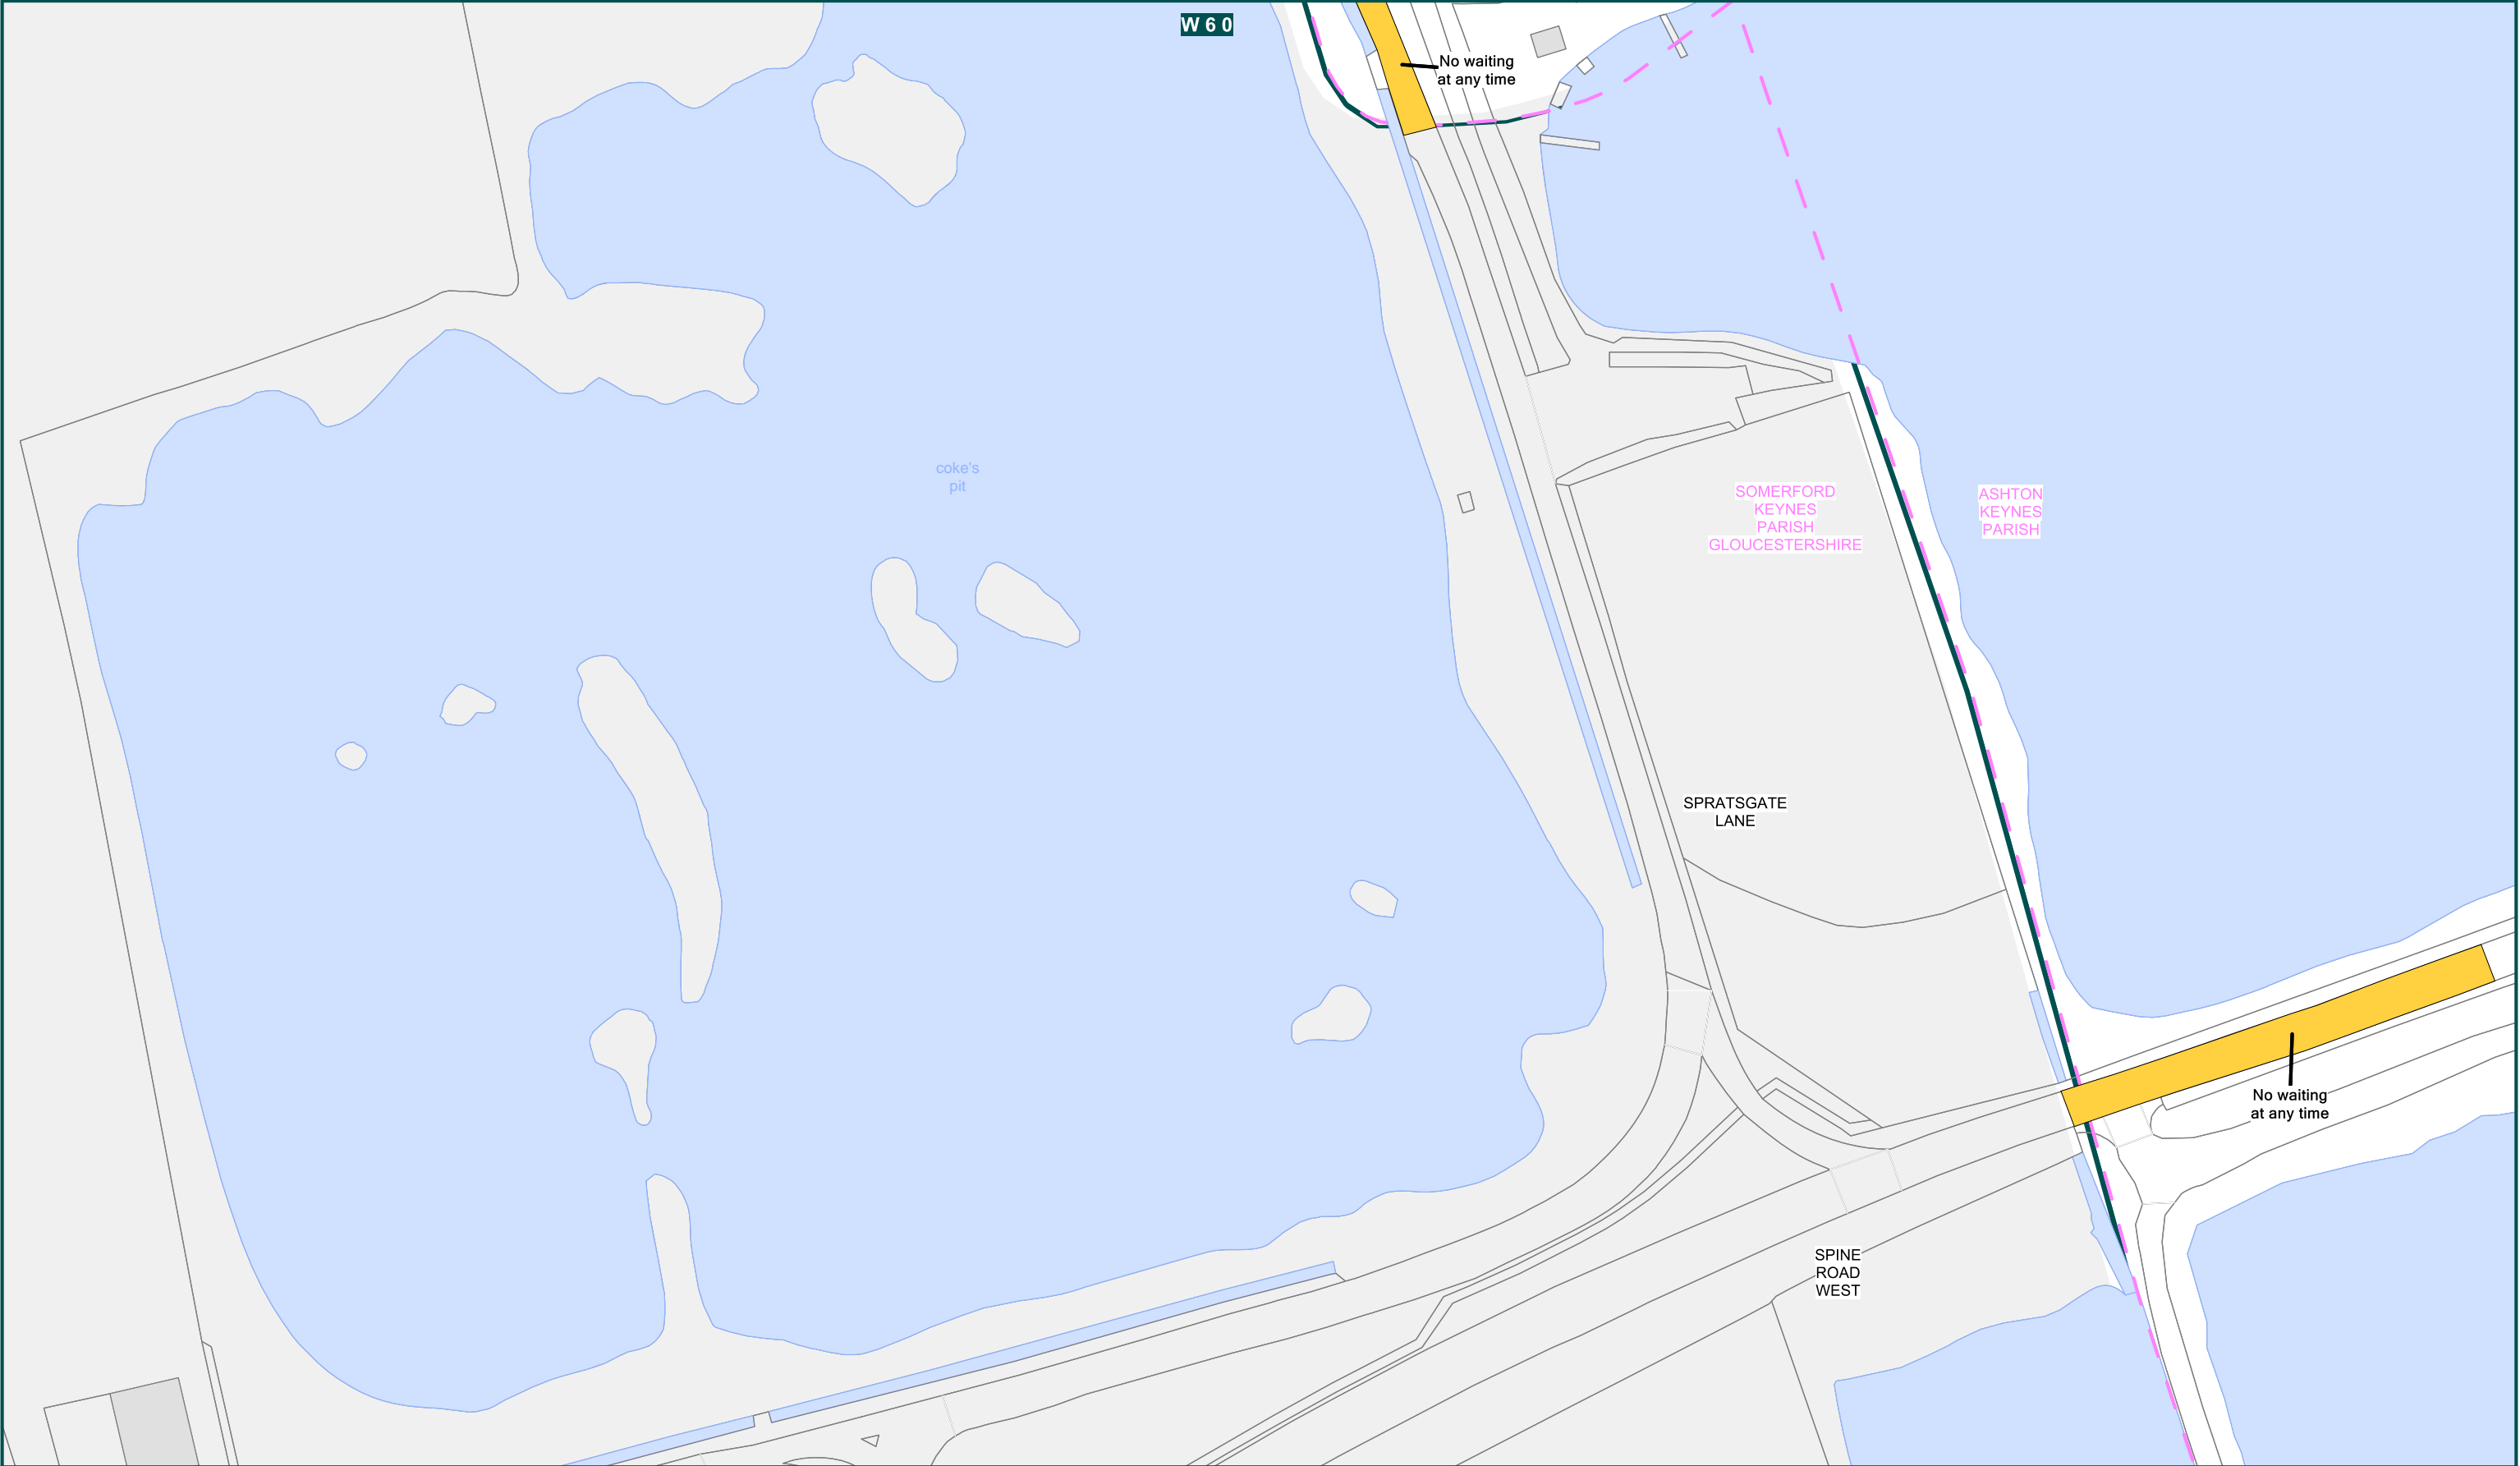 W 6 0
No waiting
at any time
coke's
pit
SOMERFORD
KEYNES
PARISH
GLOUCESTERSHIRE
ASHTON
KEYNES
PARISH
SPRATSGATE
LANE
No waiting
at any time
SPINE
ROAD
WEST